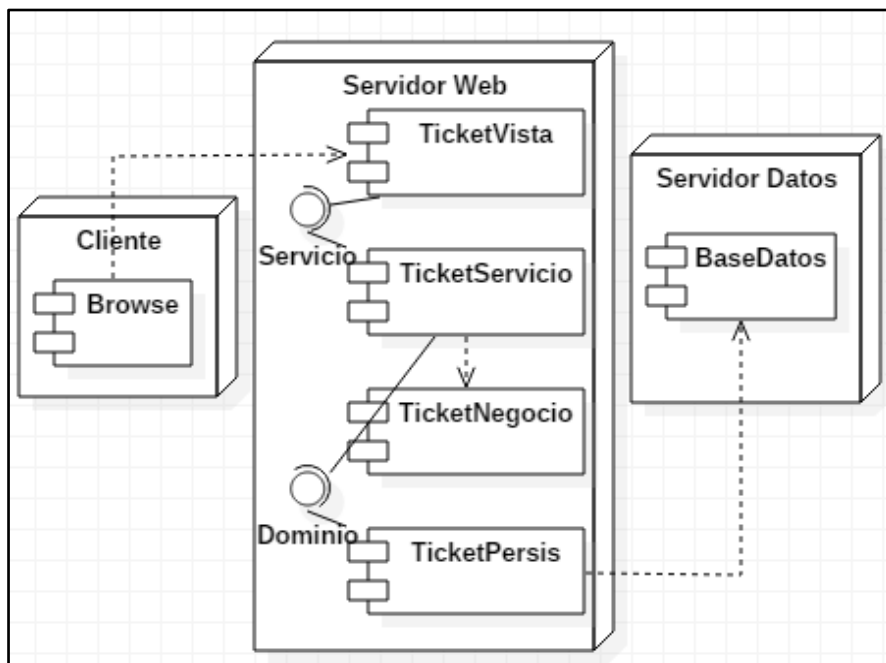 Servidor Web
TicketVista
Servidor Datos
Cliente
Servicio
BaseDatos
TicketServicio
Browse
TicketNegocio
Dominio
TicketPersis